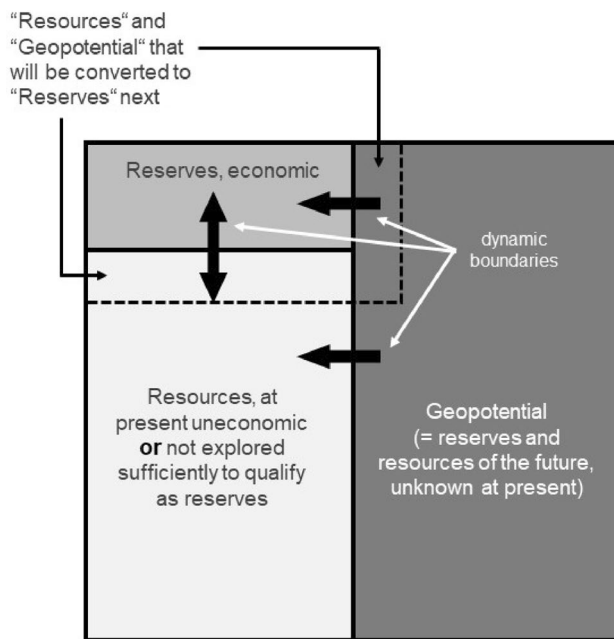 “Resources“ and
“Geopotential“ that
will be converted to
“Reserves“ next
Reserves, economic
dynamic
boundaries
Resources, at
present uneconomic
or not explored
sufficiently to qualify
as reserves
Geopotential
(= reserves and
resources of the future,
unknown at present)